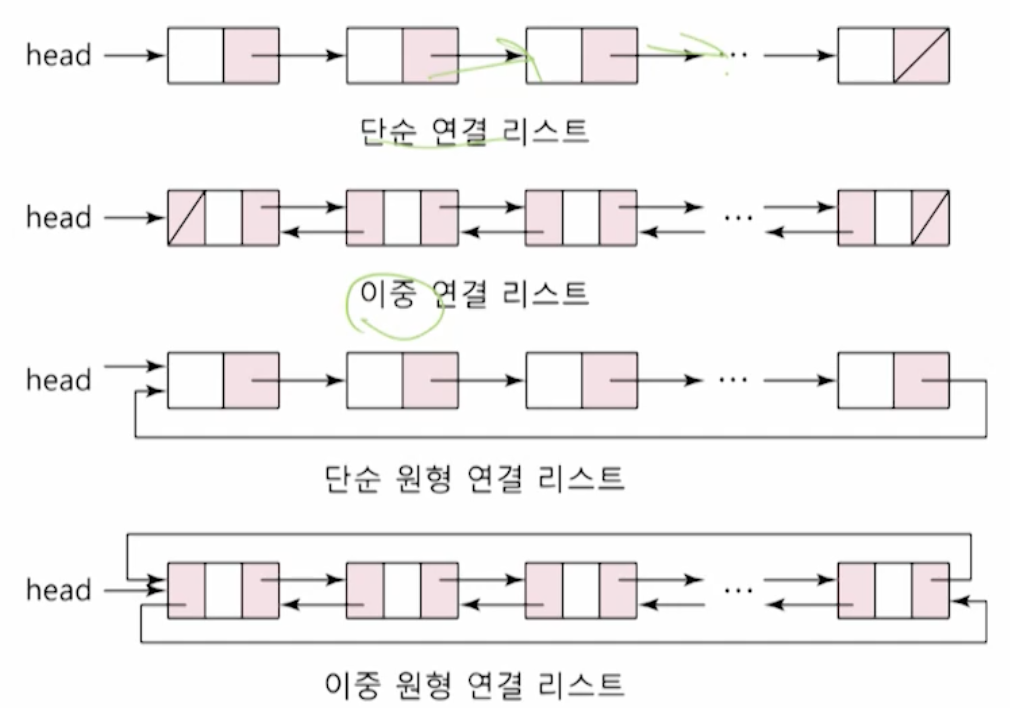 head ...
단순 연결 리스트
head ...
이중 연결 리스트
head ...
단순 원형 연결 리스트
head ...
이중 원형 연결 리스트